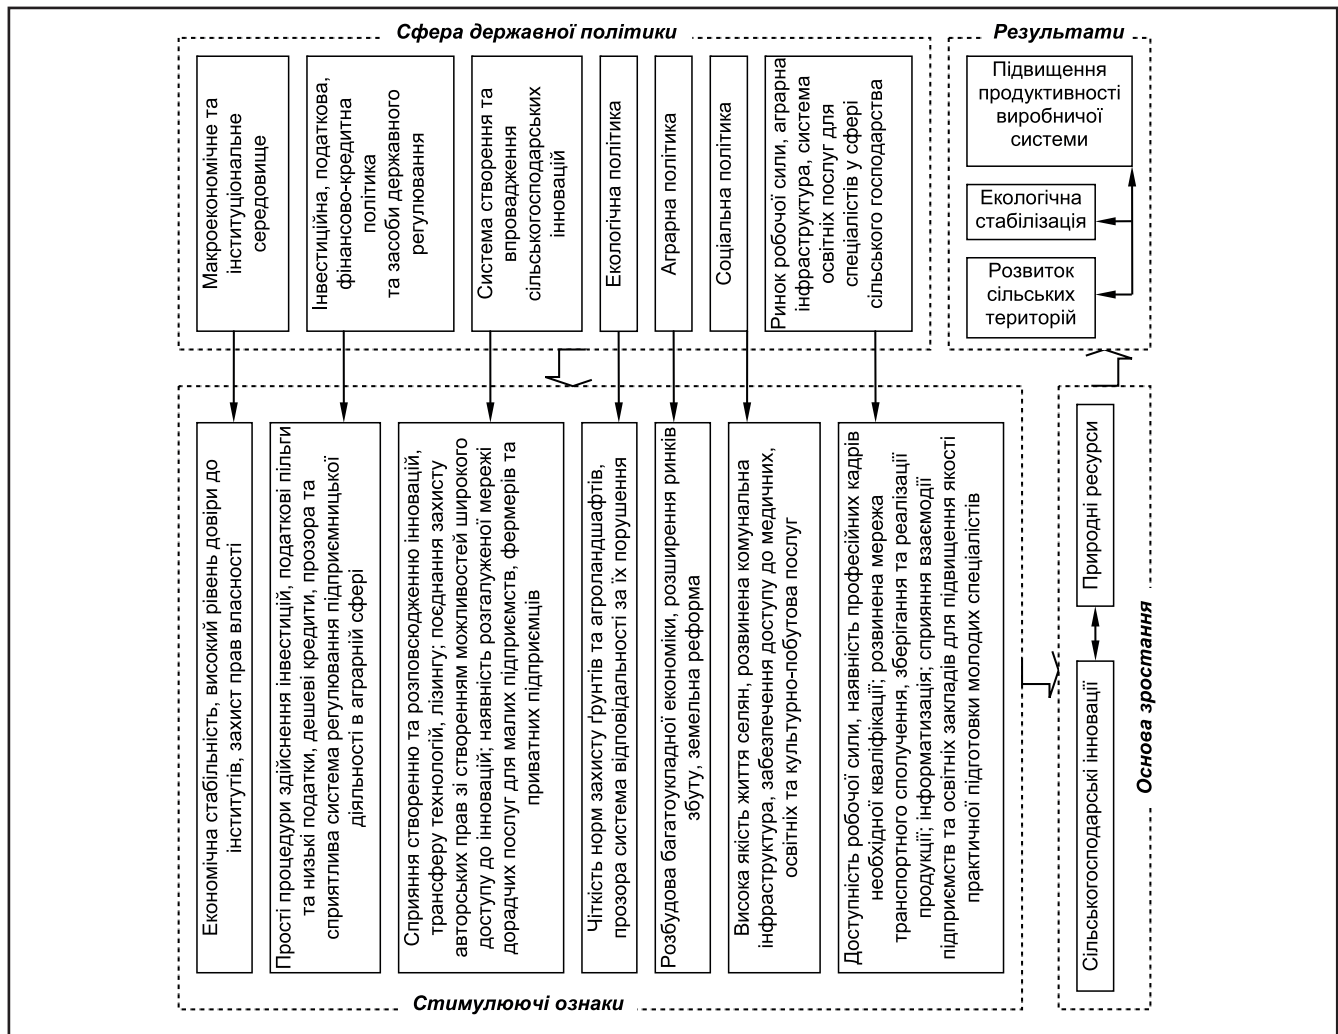 Сфера державної політики
Макроекономічне та
інституціональне
середовище
Інвестиційна, податкова,
фінансово-кредитна
політика
та засоби державного
регулювання
Система створення та
впровадження
сільськогосподарських
інновацій
Екологічна політика
Аграрна політика
Соціальна політика
Ринок робочої сили, аграрна
інфраструктура, система
освітніх послуг для
спеціалістів у сфері
сільського господарства
Результати
Підвищення
продуктивності
виробничої
системи
Екологічна
стабілізація
Розвиток
сільських
територій
Економічна стабільність, високий рівень довіри до
інститутів, захист прав власності
Прості процедури здійснення інвестицій, податкові пільги
та низькі податки, дешеві кредити, прозора та
сприятлива система регулювання підприємницької
діяльності в аграрній сфері
Сприяння створенню та розповсюдженню інновацій,
трансферу технологій, лізингу; поєднання захисту
авторських прав зі створенням можливостей широкого
доступу до інновацій; наявність розгалуженої мережі
дорадчих послуг для малих підприємств, фермерів та
приватних підприємців
Чіткість норм захисту ґрунтів та агроландшафтів,
прозора система відповідальності за їх порушення
Розбудова багатоукладної економіки, розширення ринків
збуту, земельна реформа
Висока якість життя селян, розвинена комунальна
інфраструктура, забезпечення доступу до медичних,
освітніх та культурно-побутова послуг
Доступність робочої сили, наявність професійних кадрів
необхідної кваліфікації; розвинена мережа
транспортного сполучення, зберігання та реалізації
продукції; інформатизація; сприяння взаємодії
підприємств та освітніх закладів для підвищення якості
практичної підготовки молодих спеціалістів
Стимулюючі ознаки
Природні ресурси
Сільськогосподарські інновації
Основа зростання